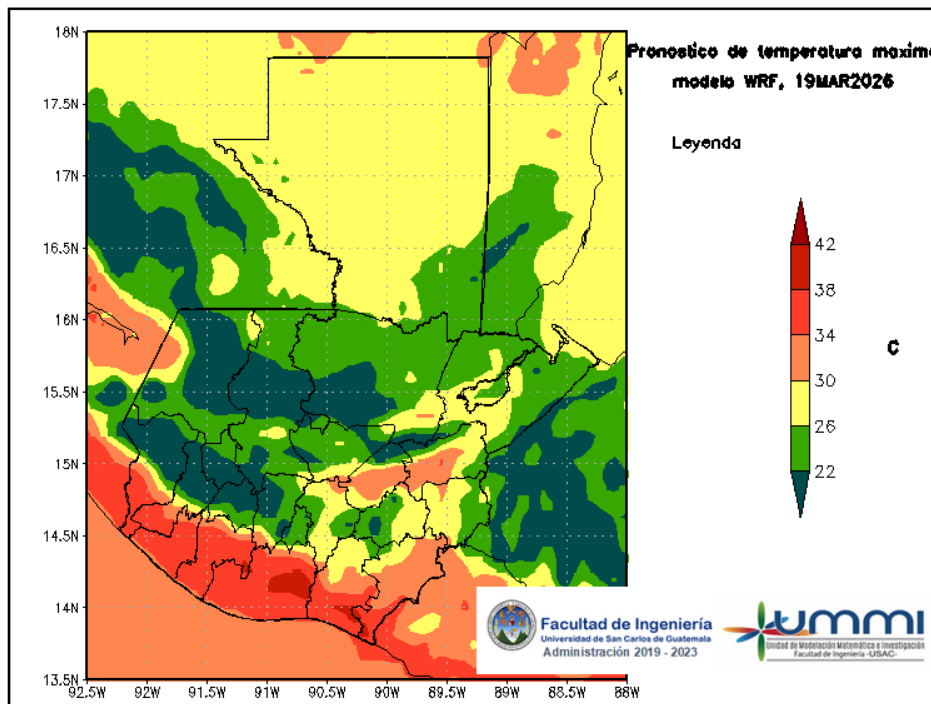 Pronostico de temperatura maxim
modelo WRF, 19MAR2026
Leyenda
42
38
34
30
26
22
C
18N
17.5N
17N
16.5N
16N
15.5N
15N
14.5N
14N
13.5N
92.5W 92W 91.5W 91W 90.5W 90W 89.5W 89W 88.5W 88W
Facultad de Ingeniería
Universidad de San Carlos de Guatemala
Administración 2019 - 2023
ummi
Unidad de Modelación Matemática e Investigación
Facultad de Ingeniería -USAC-